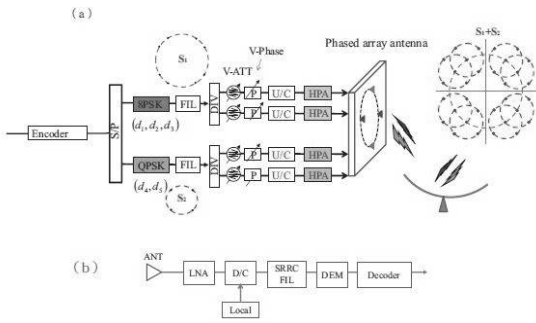 (a)
S₁
V-Phase
V-ATT
Phased array antenna
S₁+S₂
8PSK FIL DIV P U/C HPA
P U/C HPA
(d₁, d₂, d₃)
Encoder
S/P
QPSK FIL DIV P U/C HPA
P U/C HPA
(d₄, d₅)
S₂
(b)
ANT
LNA D/C SRRC FIL DEM Decoder
Local